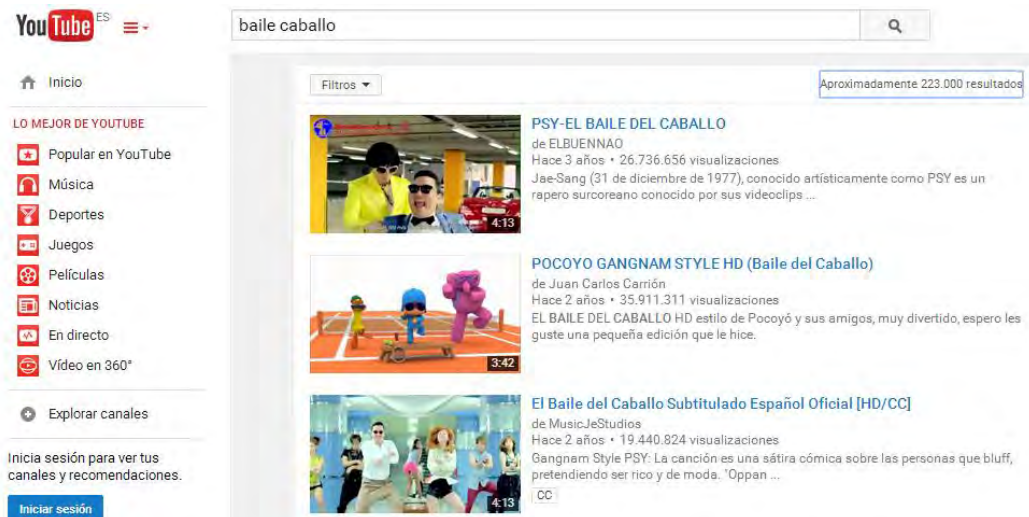 YouTube ES
baile caballo
Inicio
LO MEJOR DE YOUTUBE
Popular en YouTube
Música
Deportes
Juegos
Películas
Noticias
En directo
Vídeo en 360°
Explorar canales
Inicia sesión para ver tus
canales y recomendaciones.
Iniciar sesión
Filtros
Aproximadamente 223.000 resultados
4:13
PSY-EL BAILE DEL CABALLO
de ELBUENNAO
Hace 3 años • 26.736.656 visualizaciones
Jae-Sang (31 de diciembre de 1977), conocido artísticamente como PSY es un
rapero surcoreano conocido por sus videoclips ...
3:42
POCOYO GANGNAM STYLE HD (Baile del Caballo)
de Juan Carlos Carrión
Hace 2 años • 35.911.311 visualizaciones
EL BAILE DEL CABALLO HD estilo de Pocoyó y sus amigos, muy divertido, espero les
guste una pequeña edición que le hice.
4:13
El Baile del Caballo Subtitulado Español Oficial [HD/CC]
de MusicJeStudios
Hace 2 años • 19.440.824 visualizaciones
Gangnam Style PSY: La canción es una sátira cómica sobre las personas que bluff,
pretendiendo ser rico y de moda. "Oppan ...
CC